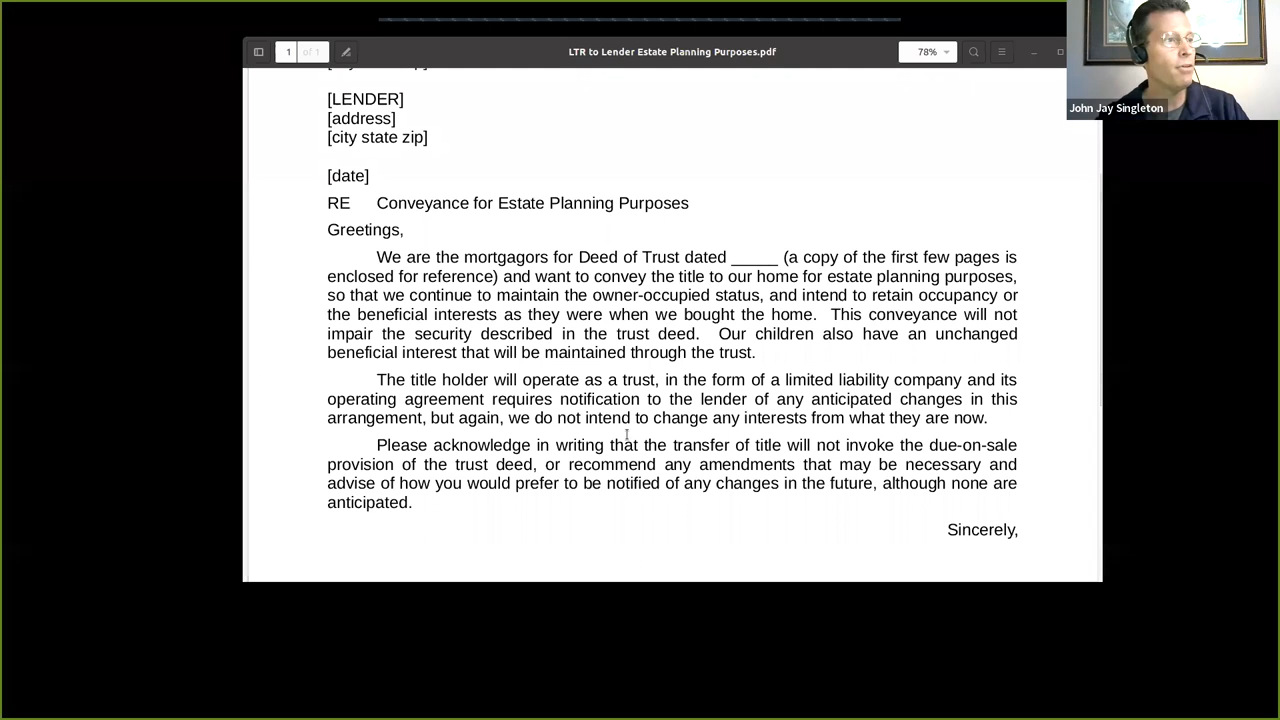 1 of 1
LTR to Lender Estate Planning Purposes.pdf
78%
John Jay Singleton
[LENDER]
[address]
[city state zip]
[date]
RE Conveyance for Estate Planning Purposes
Greetings,
We are the mortgagors for Deed of Trust dated _____ (a copy of the first few pages is
enclosed for reference) and want to convey the title to our home for estate planning purposes,
so that we continue to maintain the owner-occupied status, and intend to retain occupancy or
the beneficial interests as they were when we bought the home. This conveyance will not
impair the security described in the trust deed. Our children also have an unchanged
beneficial interest that will be maintained through the trust.
The title holder will operate as a trust, in the form of a limited liability company and its
operating agreement requires notification to the lender of any anticipated changes in this
arrangement, but again, we do not intend to change any interests from what they are now.
Please acknowledge in writing that the transfer of title will not invoke the due-on-sale
provision of the trust deed, or recommend any amendments that may be necessary and
advise of how you would prefer to be notified of any changes in the future, although none are
anticipated.
Sincerely,